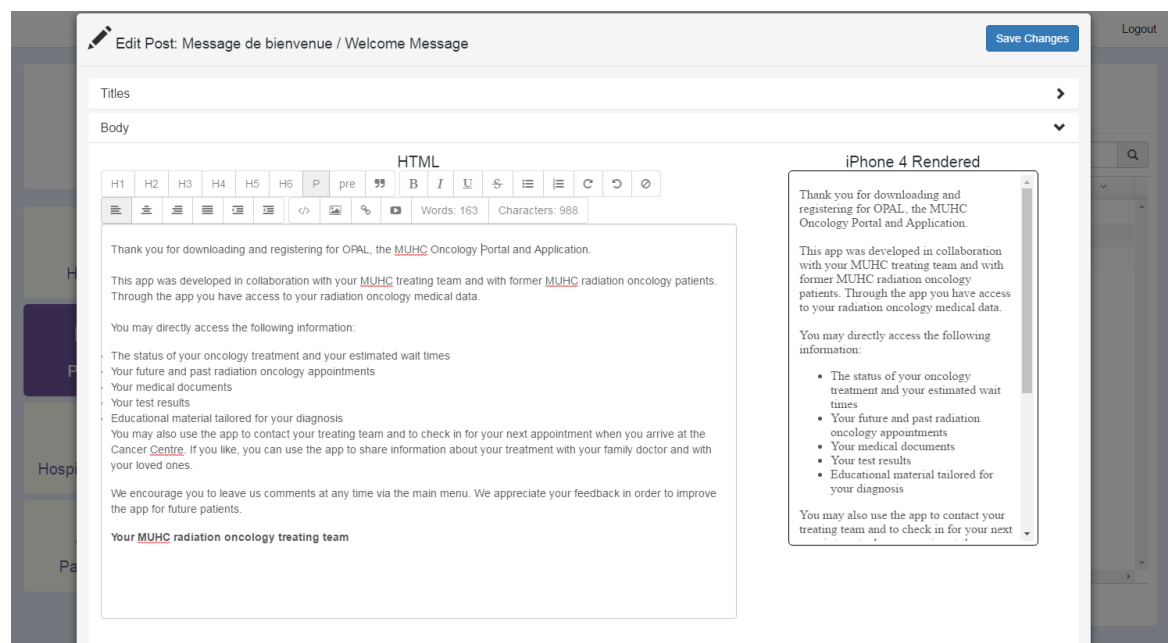 Logout
Edit Post: Message de bienvenue / Welcome Message
Save Changes
Titles
Body
HTML
H1 H2 H3 H4 H5 H6 P pre B I U S
Words: 163 Characters: 988
Thank you for downloading and registering for OPAL, the MUHC Oncology Portal and Application.
This app was developed in collaboration with your MUHC treating team and with former MUHC radiation oncology patients.
Through the app you have access to your radiation oncology medical data.
You may directly access the following information:
The status of your oncology treatment and your estimated wait times
Your future and past radiation oncology appointments
Your medical documents
Your test results
Educational material tailored for your diagnosis
You may also use the app to contact your treating team and to check in for your next appointment when you arrive at the
Cancer Centre. If you like, you can use the app to share information about your treatment with your family doctor and with
your loved ones.
We encourage you to leave us comments at any time via the main menu. We appreciate your feedback in order to improve
the app for future patients.
Your MUHC radiation oncology treating team
iPhone 4 Rendered
Thank you for downloading and
registering for OPAL, the MUHC
Oncology Portal and Application.
This app was developed in collaboration
with your MUHC treating team and with
former MUHC radiation oncology
patients. Through the app you have access
to your radiation oncology medical data.
You may directly access the following
information:
The status of your oncology
treatment and your estimated wait
times
Your future and past radiation
oncology appointments
Your medical documents
Your test results
Educational material tailored for
your diagnosis
You may also use the app to contact your
treating team and to check in for your next
H
P
Hospi
Pa